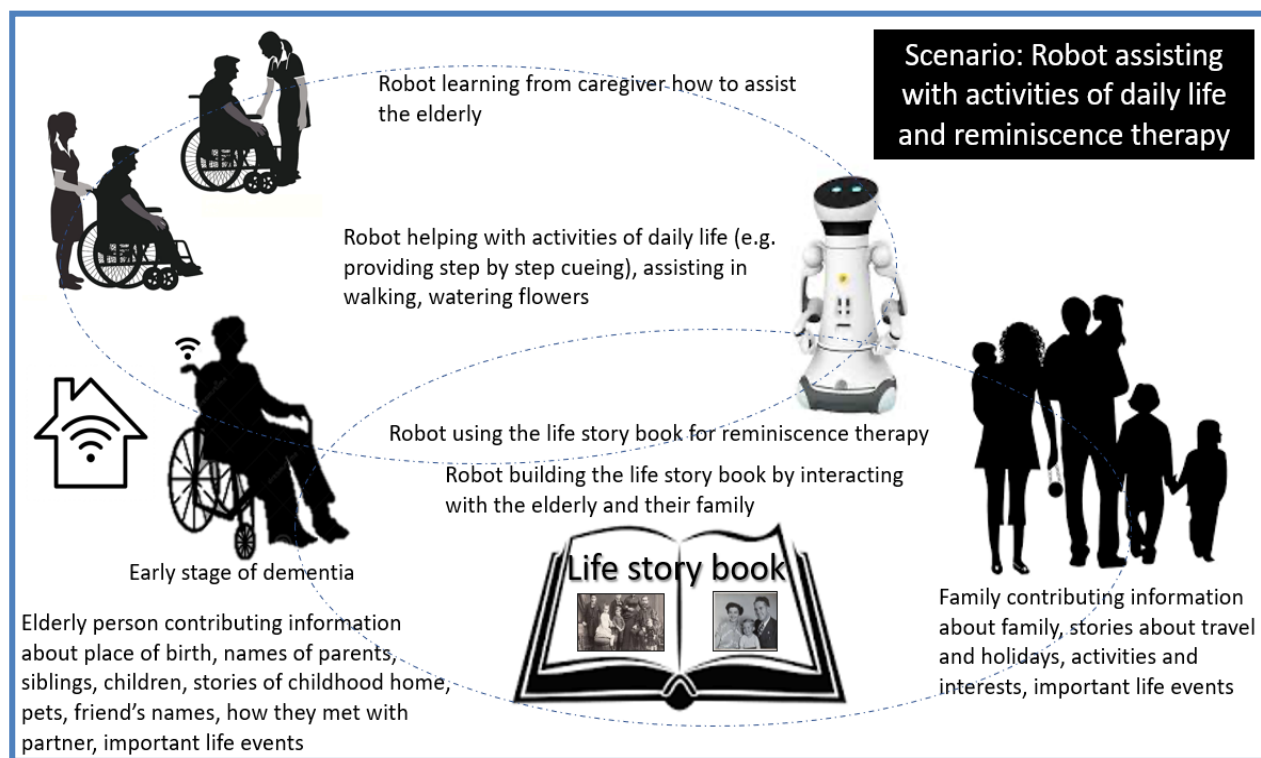 Scenario: Robot assisting
with activities of daily life
and reminiscence therapy
Robot learning from caregiver how to assist
the elderly
Robot helping with activities of daily life (e.g.
providing step by step cueing), assisting in
walking, watering flowers
Robot using the life story book for reminiscence therapy
Robot building the life story book by interacting
with the elderly and their family
Life story book
Early stage of dementia
Elderly person contributing information
about place of birth, names of parents,
siblings, children, stories of childhood home,
pets, friend's names, how they met with
partner, important life events
Family contributing information
about family, stories about travel
and holidays, activities and
interests, important life events